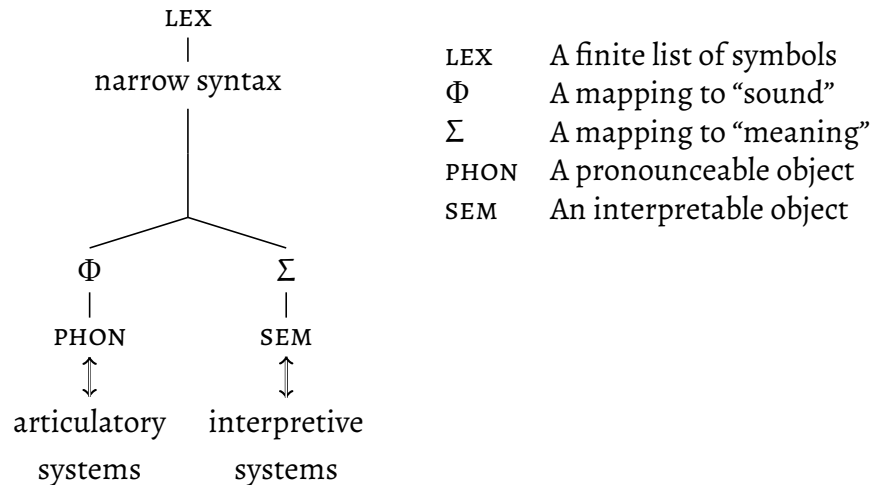 LEX
narrow syntax
Φ Σ
PHON SEM
articulatory interpretive
systems systems
LEX A finite list of symbols
Φ A mapping to “sound”
Σ A mapping to “meaning”
PHON A pronounceable object
SEM An interpretable object